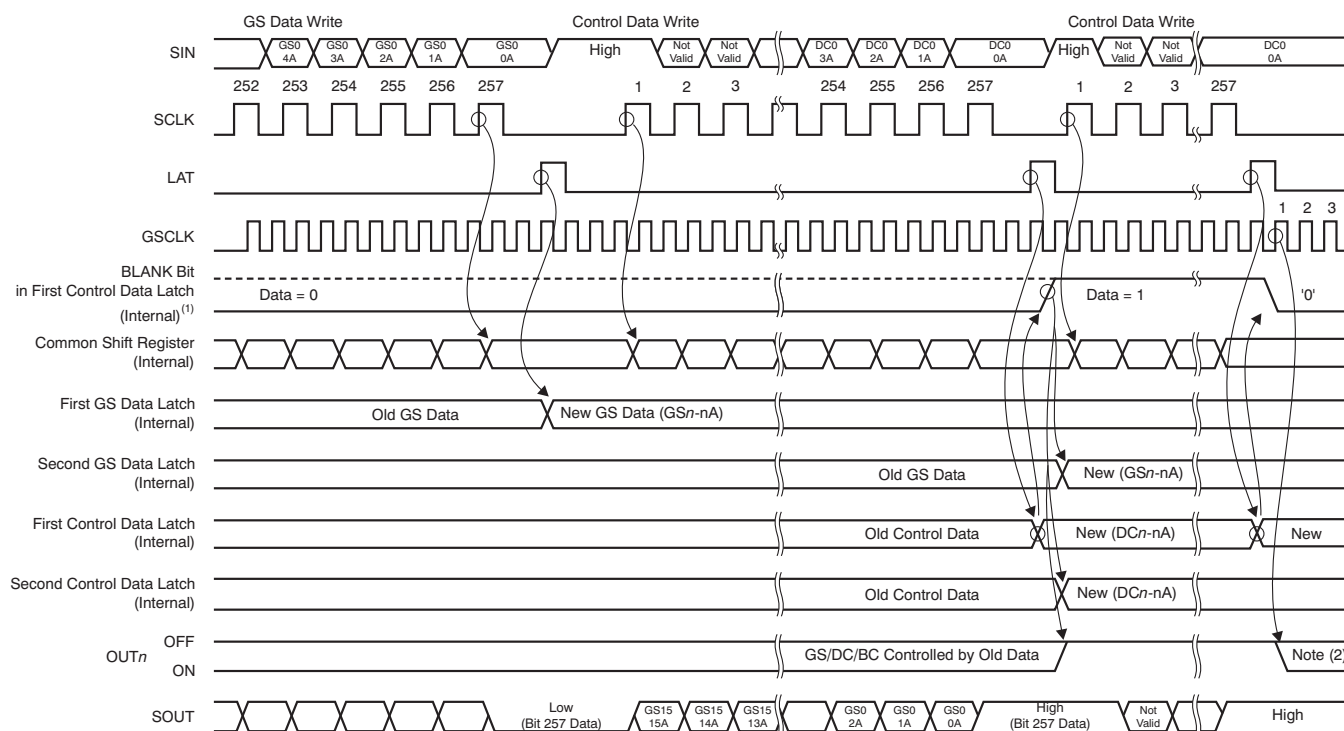 GS Data Write
Control Data Write
Control Data Write
SIN
GS0 4A
GS0 3A
GS0 2A
GS0 1A
GS0 0A
High
Not Valid
Not Valid
DC0 3A
DC0 2A
DC0 1A
DC0 0A
High
Not Valid
Not Valid
DC0 0A
252 253 254 255 256 257 1 2 3 254 255 256 257 1 2 3 257
SCLK
LAT
1 2 3
GSCLK
BLANK Bit
in First Control Data Latch
(Internal)(1)
Data = 0
Data = 1
'0'
Common Shift Register
(Internal)
First GS Data Latch
(Internal)
Old GS Data
New GS Data (GSn-nA)
Second GS Data Latch
(Internal)
Old GS Data
New (GSn-nA)
First Control Data Latch
(Internal)
Old Control Data
New (DCn-nA)
New
Second Control Data Latch
(Internal)
Old Control Data
New (DCn-nA)
OFF
OUTn
ON
GS/DC/BC Controlled by Old Data
Note (2)
SOUT
Low
(Bit 257 Data)
GS15 15A
GS15 14A
GS15 13A
GS0 2A
GS0 1A
GS0 0A
High
(Bit 257 Data)
Not Valid
High